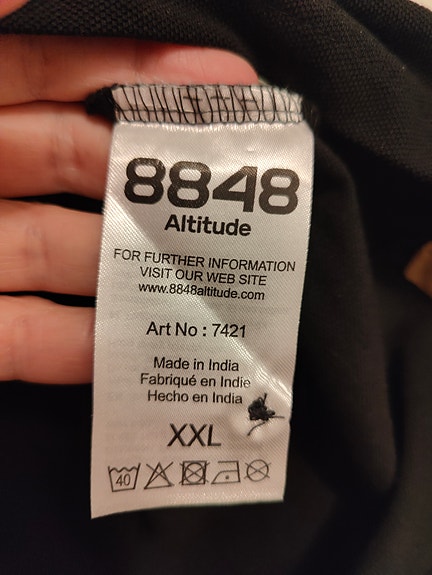 8848
Altitude
FOR FURTHER INFORMATION
VISIT OUR WEB SITE
www.8848altitude.com
Art No : 7421
Made in India
Fabriqué en Indie
Hecho en India
XXL
40